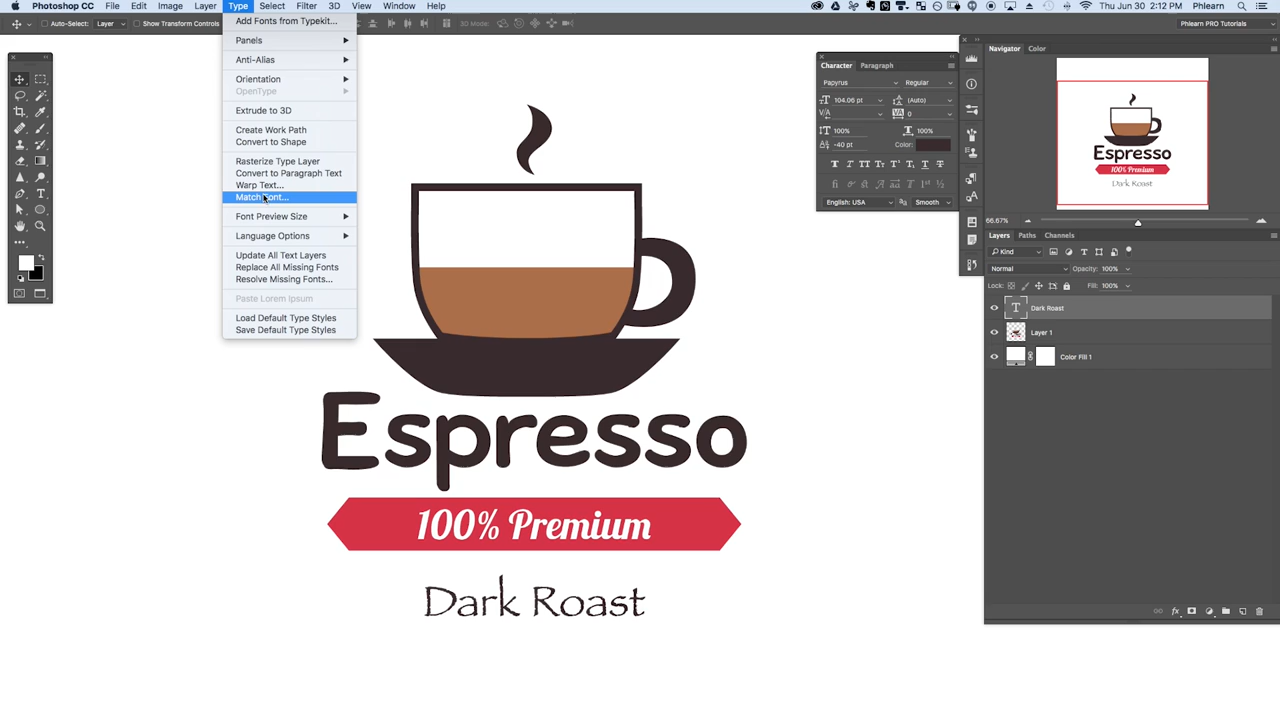 Photoshop CC File Edit Image Layer Type Select Filter 3D View Window Help Thu Jun 30 2:12 PM Phlearn
Auto-Select: Layer Show Transform Controls 3D Mode: Phlearn PRO Tutorials
Add Fonts from Typekit...
Panels
Anti-Alias
Orientation
OpenType
Extrude to 3D
Create Work Path
Convert to Shape
Rasterize Type Layer
Convert to Paragraph Text
Warp Text...
Match Font...
Font Preview Size
Language Options
Update All Text Layers
Replace All Missing Fonts
Resolve Missing Fonts...
Paste Lorem Ipsum
Load Default Type Styles
Save Default Type Styles
Espresso
100% Premium
Dark Roast
Character Paragraph
Papyrus Regular
104.06 pt (Auto)
0
100% 100%
-40 pt Color:
English: USA Smooth
Navigator Color
Espresso
100% Premium
Dark Roast
66.67%
Layers Paths Channels
Kind
Normal Opacity: 100%
Lock: Fill: 100%
Dark Roast
Layer 1
Color Fill 1